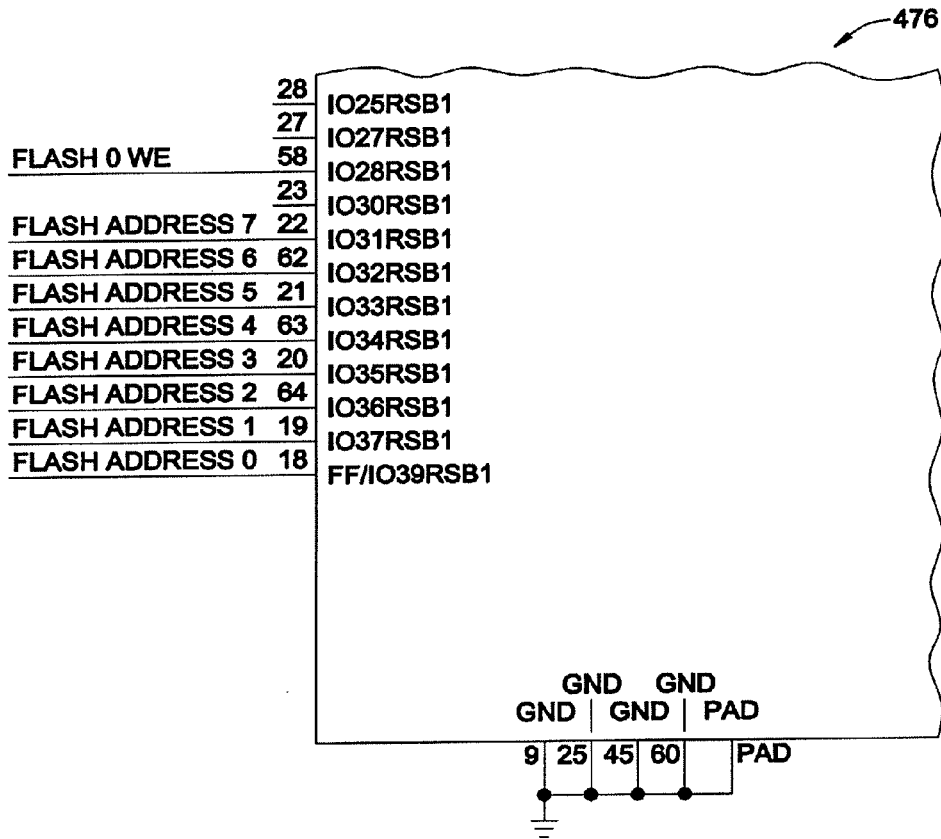 476
28 IO25RSB1
27 IO27RSB1
FLASH 0 WE 58 IO28RSB1
23 IO30RSB1
FLASH ADDRESS 7 22 IO31RSB1
FLASH ADDRESS 6 62 IO32RSB1
FLASH ADDRESS 5 21 IO33RSB1
FLASH ADDRESS 4 63 IO34RSB1
FLASH ADDRESS 3 20 IO35RSB1
FLASH ADDRESS 2 64 IO36RSB1
FLASH ADDRESS 1 19 IO37RSB1
FLASH ADDRESS 0 18 FF/IO39RSB1
GND GND
GND GND PAD
9 25 45 60 PAD